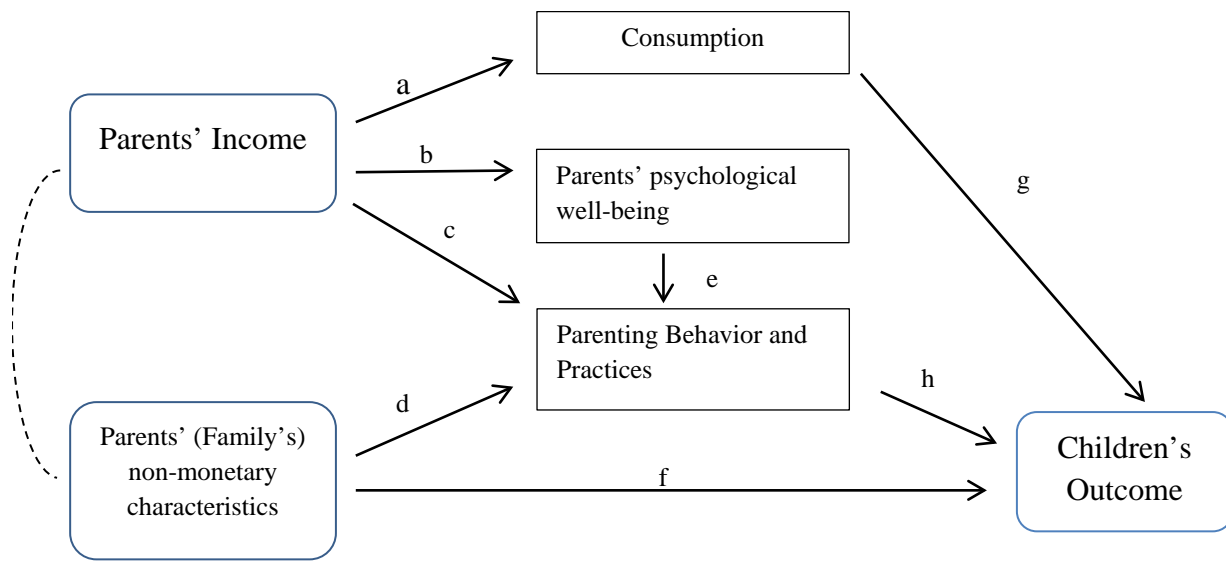 Consumption
a
Parents’ Income
b
Parents’ psychological
well-being
g
c
e
Parenting Behavior and
Practices
h
d
Parents’ (Family’s)
non-monetary
characteristics
f
Children’s
Outcome